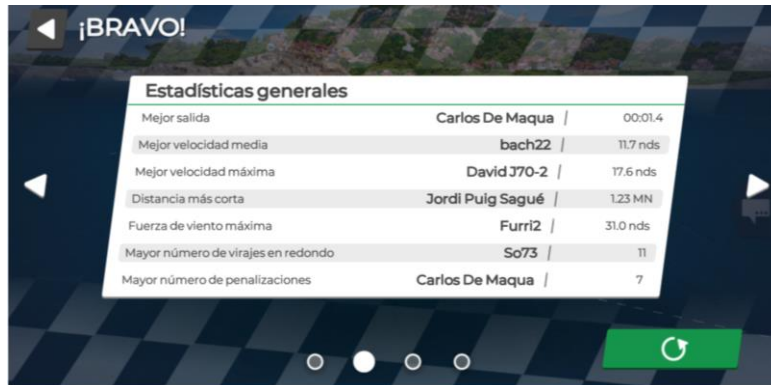 ¡BRAVO!
Estadísticas generales
Mejor salida Carlos De Maqua | 00:01.4
Mejor velocidad media bach22 | 11.7 nds
Mejor velocidad máxima David J70-2 | 17.6 nds
Distancia más corta Jordi Puig Sagué | 1.23 MN
Fuerza de viento máxima Furri2 | 31.0 nds
Mayor número de virajes en redondo So73 | 11
Mayor número de penalizaciones Carlos De Maqua | 7